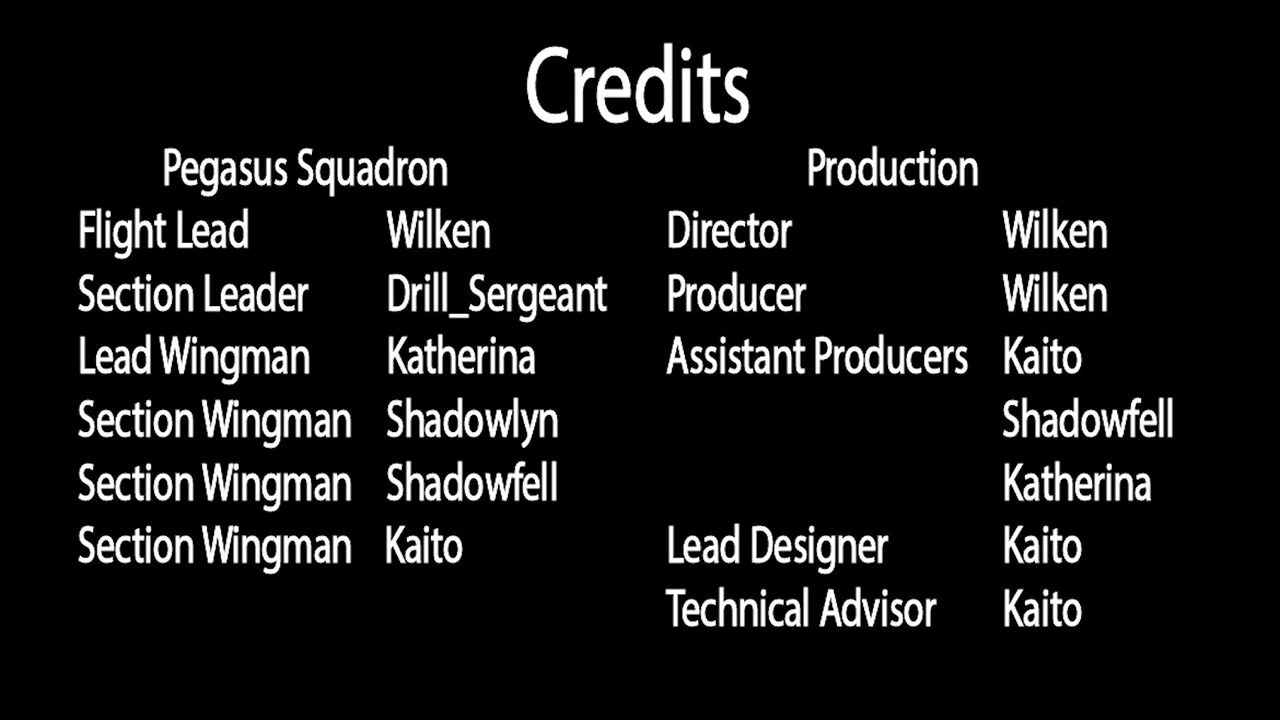 Credits
Pegasus Squadron Production
Flight Lead Wilken Director Wilken
Section Leader Drill_Sergeant Producer Wilken
Lead Wingman Katherina Assistant Producers Kaito
Section Wingman Shadowlyn Shadowfell
Section Wingman Shadowfell Katherina
Section Wingman Kaito Lead Designer Kaito
Technical Advisor Kaito